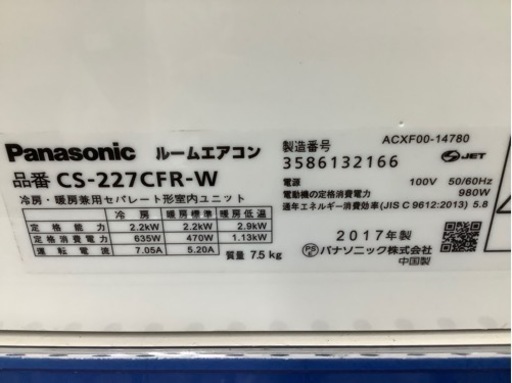 Panasonic ルームエアコン
品番 CS-227CFR-W
冷房・暖房兼用セパレート形室内ユニット
冷房 暖房標準 暖房低温
定格能力 2.2kW 2.2kW 2.9kW
定格消費電力 635W 470W 1.13kW
運転電流 7.05A 5.20A
質量 7.5 kg
ACXF00-14780
製造番号
3586132166
JET
電源 100V 50/60Hz
電動機の定格消費電力 980W
通年エネルギー消費効率(JIS C 9612:2013) 5.8
2017年製
PS E パナソニック株式会社
中国製